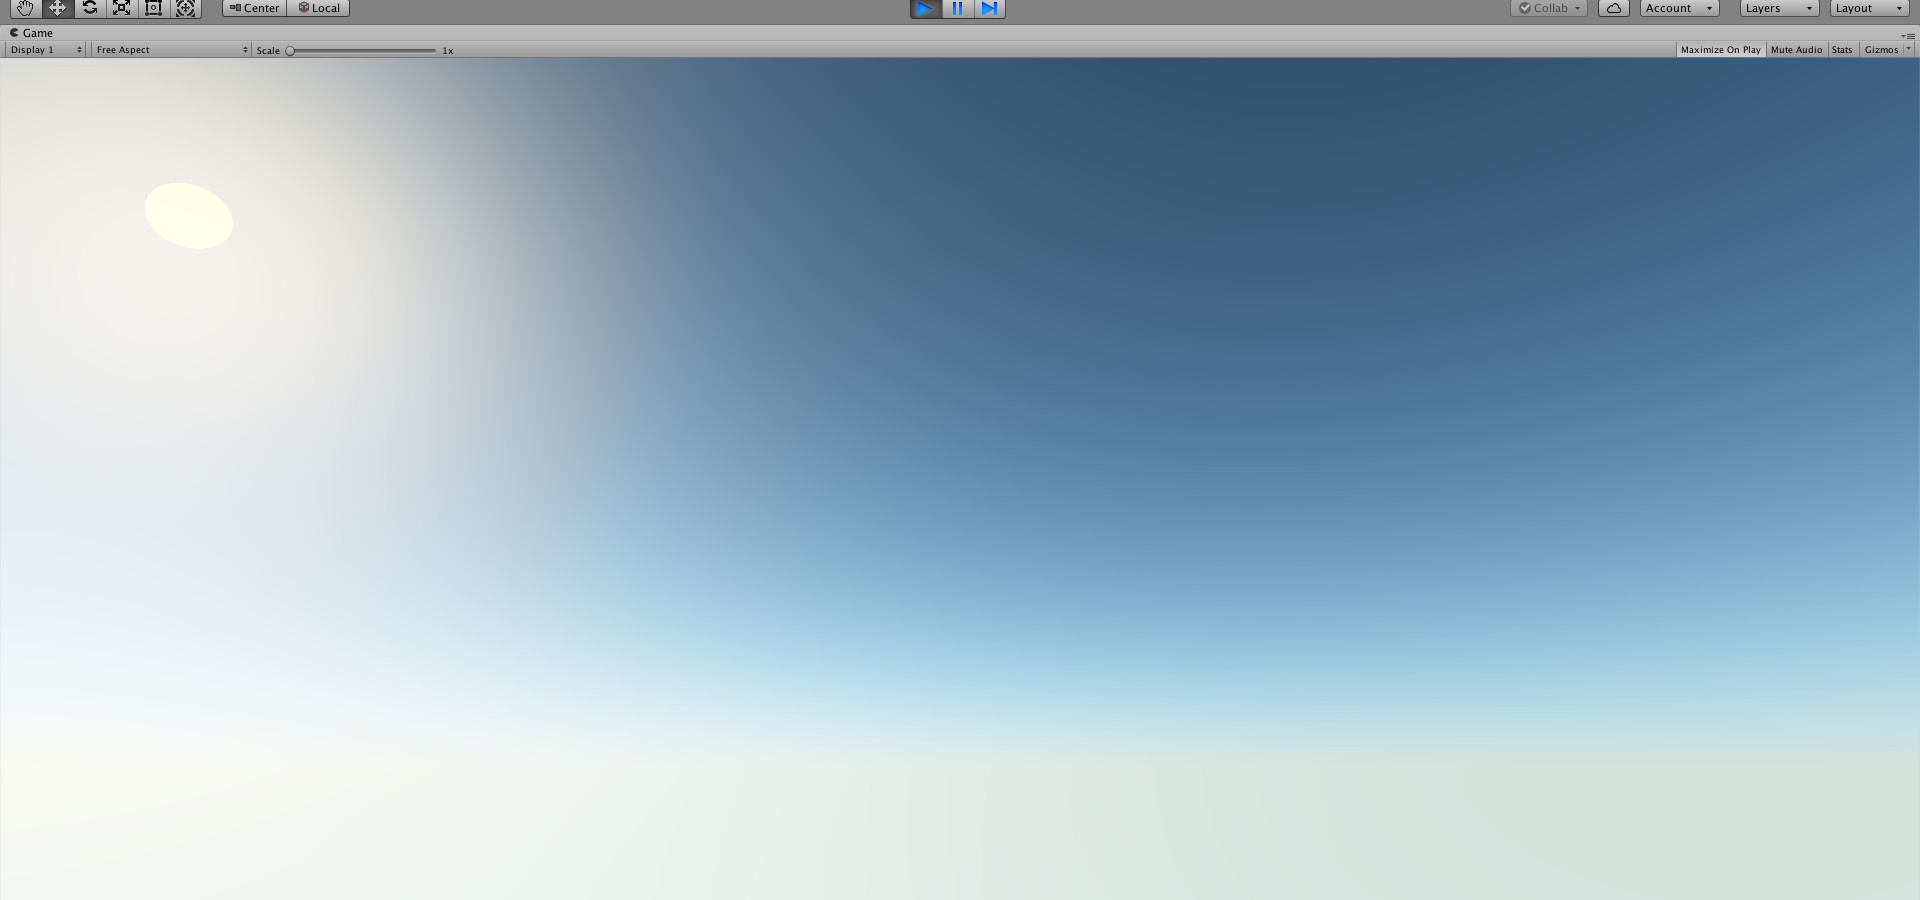 Center Local Collab Account Layers Layout
Game
Display 1 Free Aspect Scale 1x Maximize On Play Mute Audio Stats Gizmos